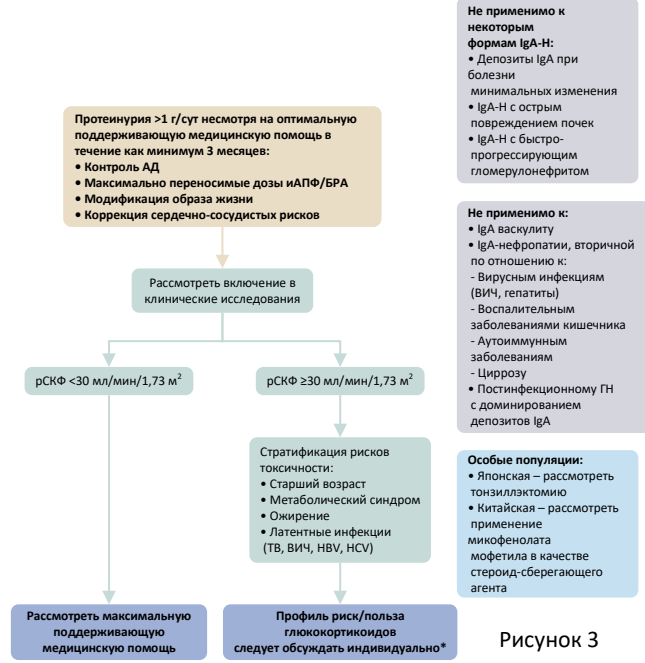 Протеинурия >1 г/сут несмотря на оптимальную
поддерживающую медицинскую помощь в
течение как минимум 3 месяцев:
• Контроль АД
• Максимально переносимые дозы иАПФ/БРА
• Модификация образа жизни
• Коррекция сердечно-сосудистых рисков
Рассмотреть включение в
клинические исследования
рСКФ <30 мл/мин/1,73 м²
рСКФ ≥30 мл/мин/1,73 м²
Стратификация рисков
токсичности:
• Старший возраст
• Метаболический синдром
• Ожирение
• Латентные инфекции
(ТВ, ВИЧ, HBV, HCV)
Рассмотреть максимальную
поддерживающую
медицинскую помощь
Профиль риск/польза
глюкокортикоидов
следует обсуждать индивидуально*
Не применимо к
некоторым
формам IgA-Н:
• Депозиты IgA при
болезни
минимальных изменения
• IgA-Н с острым
повреждением почек
• IgA-Н с быстро-
прогрессирующим
гломерулонефритом
Не применимо к:
• IgA васкулиту
• IgA-нефропатии, вторичной
по отношению к:
- Вирусным инфекциям
(ВИЧ, гепатиты)
- Воспалительным
заболеваниями кишечника
- Аутоиммунным
заболеваниям
- Циррозу
• Постинфекционному ГН
с доминированием
депозитов IgA
Особые популяции:
• Японская – рассмотреть
тонзиллэктомию
• Китайская – рассмотреть
применение
микофенолата
мофетила в качестве
стероид-сберегающего
агента
Рисунок 3